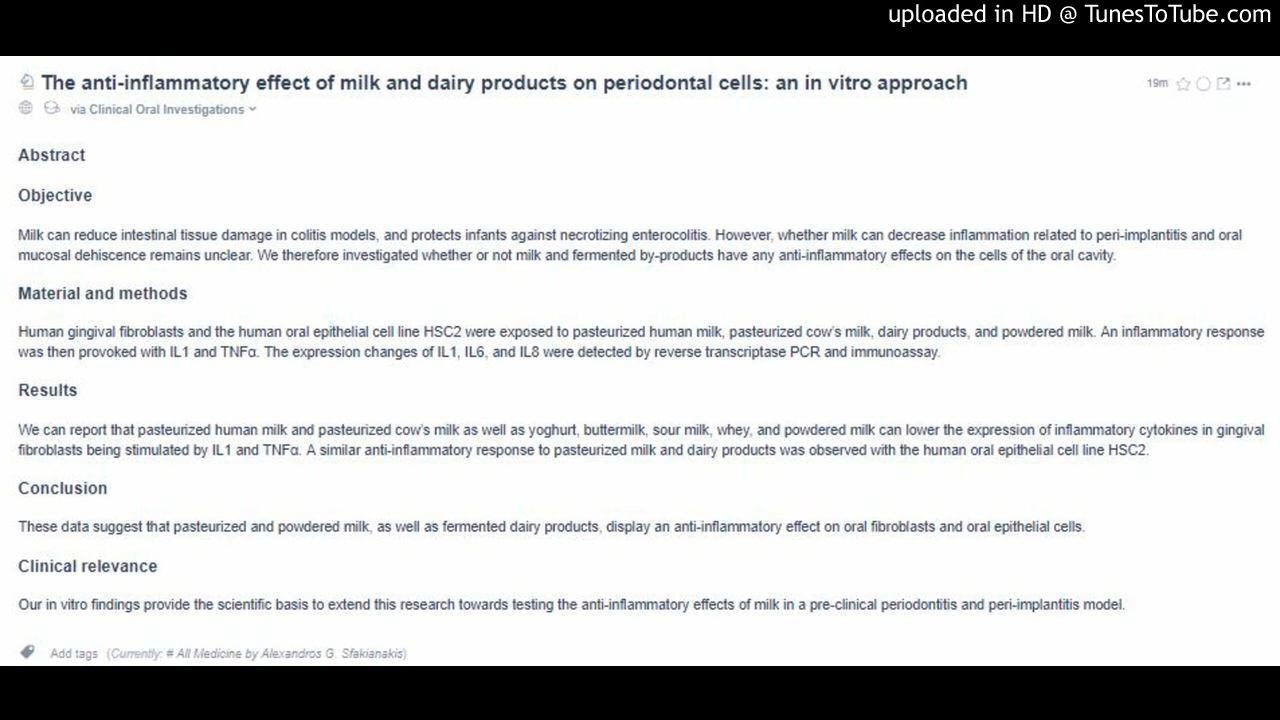 uploaded in HD @ TunesToTube.com
The anti-inflammatory effect of milk and dairy products on periodontal cells: an in vitro approach
19m
via Clinical Oral Investigations
Abstract
Objective
Milk can reduce intestinal tissue damage in colitis models, and protects infants against necrotizing enterocolitis. However, whether milk can decrease inflammation related to peri-implantitis and oral
mucosal dehiscence remains unclear. We therefore investigated whether or not milk and fermented by-products have any anti-inflammatory effects on the cells of the oral cavity.
Material and methods
Human gingival fibroblasts and the human oral epithelial cell line HSC2 were exposed to pasteurized human milk, pasteurized cow's milk, dairy products, and powdered milk. An inflammatory response
was then provoked with IL1 and TNFα. The expression changes of IL1, IL6, and IL8 were detected by reverse transcriptase PCR and immunoassay.
Results
We can report that pasteurized human milk and pasteurized cow's milk as well as yoghurt, buttermilk, sour milk, whey, and powdered milk can lower the expression of inflammatory cytokines in gingival
fibroblasts being stimulated by IL1 and TNFα. A similar anti-inflammatory response to pasteurized milk and dairy products was observed with the human oral epithelial cell line HSC2.
Conclusion
These data suggest that pasteurized and powdered milk, as well as fermented dairy products, display an anti-inflammatory effect on oral fibroblasts and oral epithelial cells.
Clinical relevance
Our in vitro findings provide the scientific basis to extend this research towards testing the anti-inflammatory effects of milk in a pre-clinical periodontitis and peri-implantitis model.
Add tags (Currently: # All Medicine by Alexandros G. Sfakianakis)